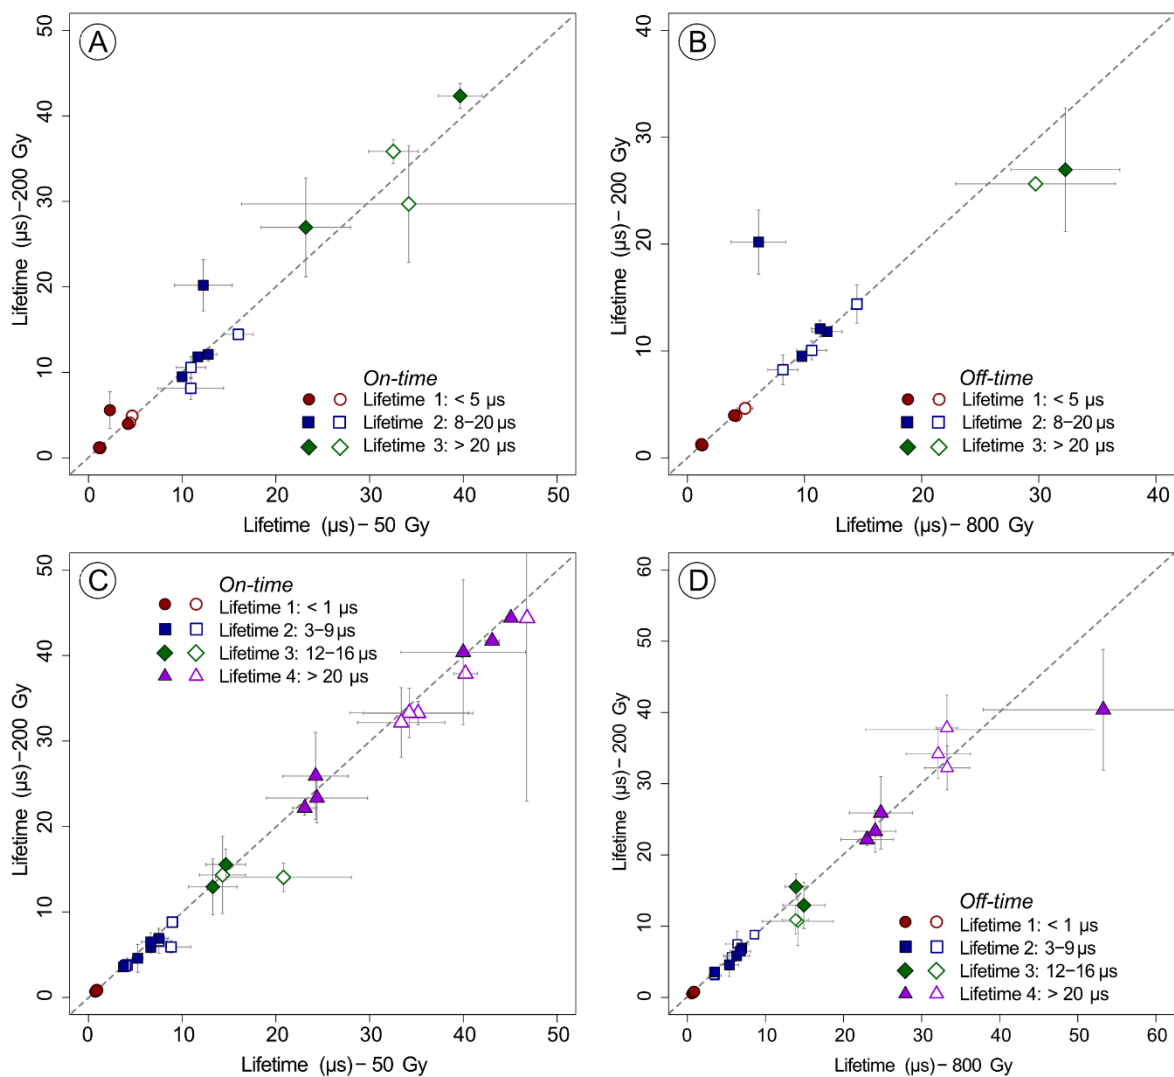 A
50
40
30
20
10
0
Lifetime (µs)−200 Gy
On-time
Lifetime 1: < 5 µs
Lifetime 2: 8−20 µs
Lifetime 3: > 20 µs
0 10 20 30 40 50
Lifetime (µs)− 50 Gy
B
40
30
20
10
0
Lifetime (µs)− 200 Gy
Off-time
Lifetime 1: < 5 µs
Lifetime 2: 8−20 µs
Lifetime 3: > 20 µs
0 10 20 30 40
Lifetime (µs)− 800 Gy
C
50
40
30
20
10
0
Lifetime (µs)−200 Gy
On-time
Lifetime 1: < 1 µs
Lifetime 2: 3−9 µs
Lifetime 3: 12−16 µs
Lifetime 4: > 20 µs
0 10 20 30 40 50
Lifetime (µs)− 50 Gy
D
60
50
40
30
20
10
0
Lifetime (µs)−200 Gy
Off-time
Lifetime 1: < 1 µs
Lifetime 2: 3−9 µs
Lifetime 3: 12−16 µs
Lifetime 4: > 20 µs
0 10 20 30 40 50 60
Lifetime (µs)− 800 Gy